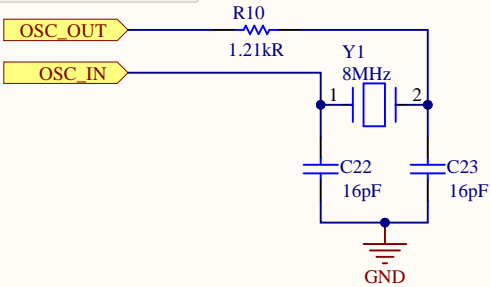 R10
OSC_OUT
1.21kR
Y1
8MHz
OSC_IN
1
2
C22
16pF
C23
16pF
GND